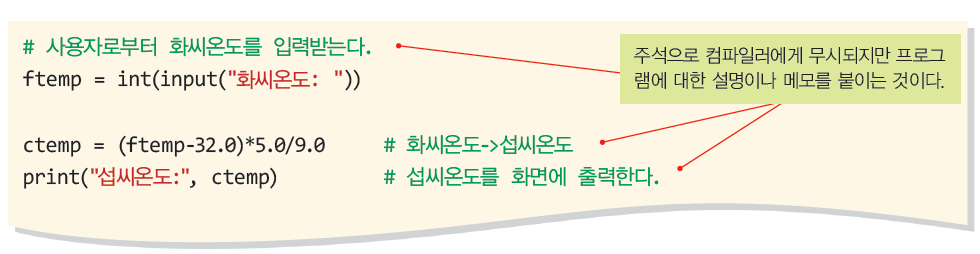 # 사용자로부터 화씨온도를 입력받는다.
ftemp = int(input("화씨온도: "))
주석으로 컴파일러에게 무시되지만 프로그
램에 대한 설명이나 메모를 붙이는 것이다.
ctemp = (ftemp-32.0)*5.0/9.0 # 화씨온도->섭씨온도
print("섭씨온도:", ctemp) # 섭씨온도를 화면에 출력한다.